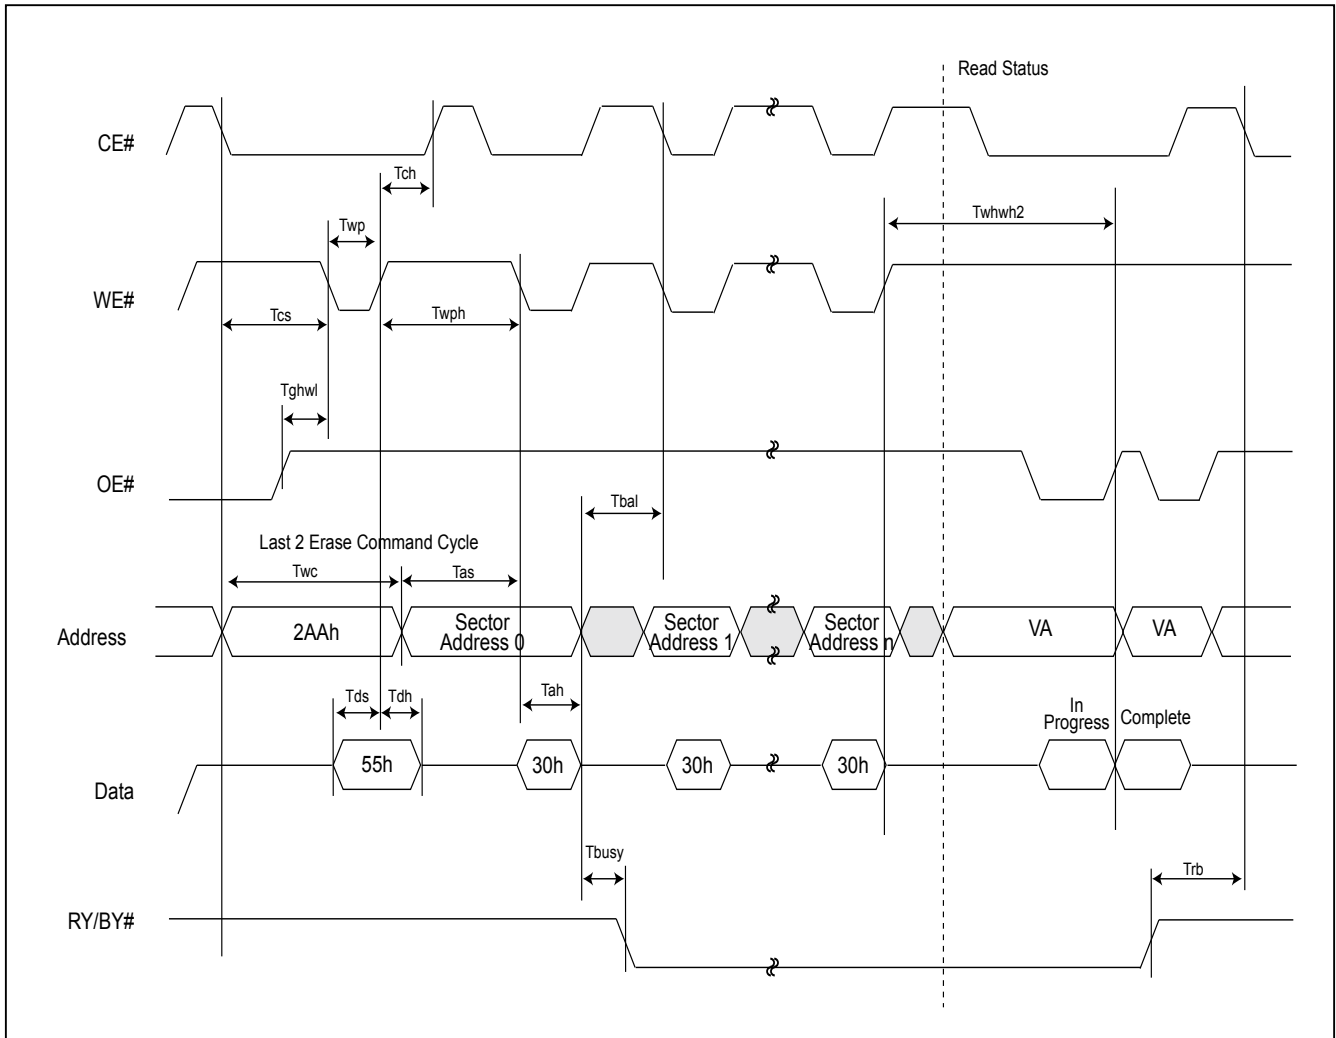 Read Status
CE#
Tch
Twhwh2
Twp
WE#
Tcs
Twph
Tghwl
OE#
Tbal
Last 2 Erase Command Cycle
Twc
Tas
Address
2AAh
Sector
Address 0
Sector
Address 1
Sector
Address n
VA
VA
Tds
Tdh
Tah
In
Progress
Complete
Data
55h
30h
30h
30h
Tbusy
Trb
RY/BY#